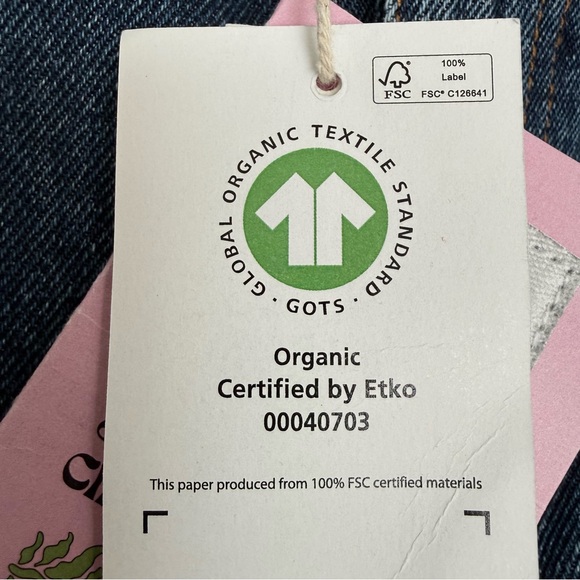 100%
Label
FSC
FSC® C126641
GLOBAL ORGANIC TEXTILE STANDARD · GOTS ·
Organic
Certified by Etko
00040703
This paper produced from 100% FSC certified materials